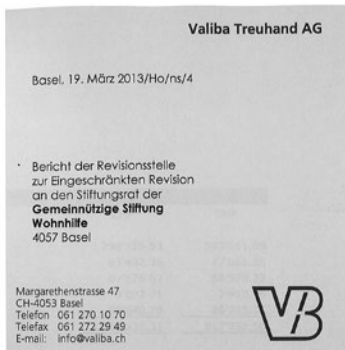 Valiba Treuhand AG
Basel, 19. März 2013/Ho/ns/4
Bericht der Revisionsstelle
zur Eingeschränkten Revision
an den Stiftungsrat der
Gemeinnützige Stiftung
Wohnhilfe
4057 Basel
Margarethenstrasse 47
CH-4053 Basel
Telefon 061 270 10 70
Telefax 061 272 29 49
E-mail: info@valiba.ch
VB